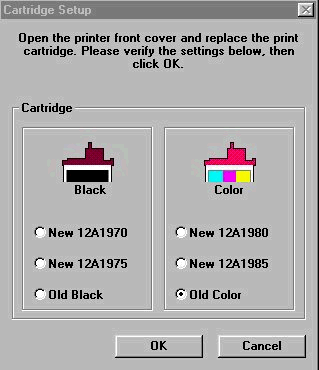 Cartridge Setup
Open the printer front cover and replace the print
cartridge. Please verify the settings below, then
click OK.
Cartridge
Black
Color
New 12A1970
New 12A1980
New 12A1975
New 12A1985
Old Black
Old Color
OK
Cancel